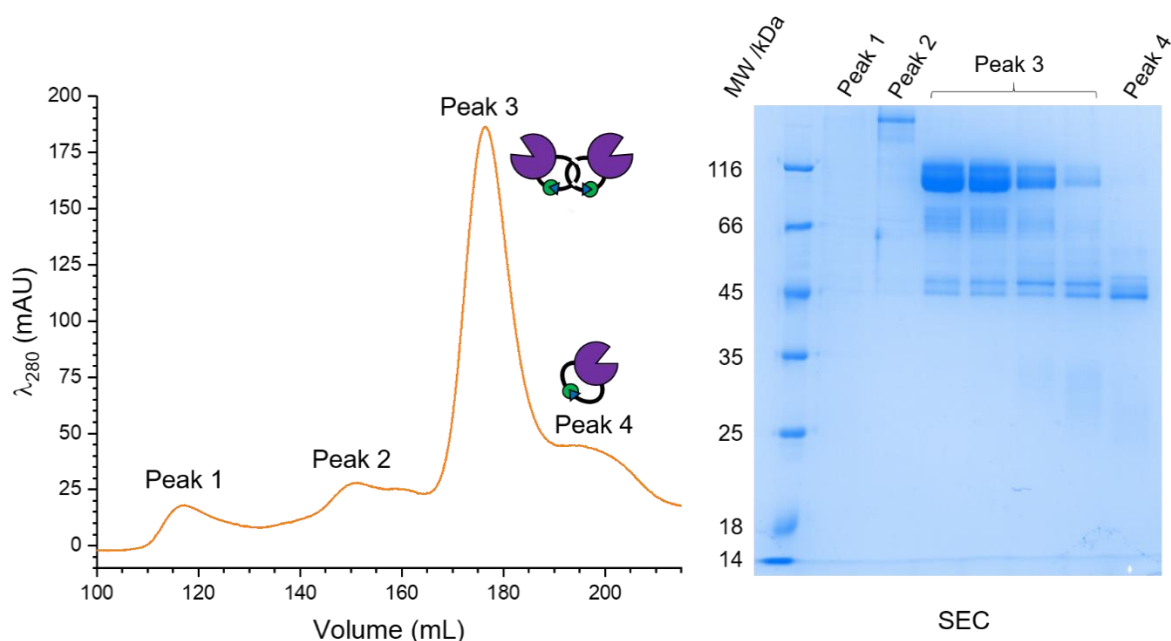 200
175
150
125
100
75
50
25
0
λ280 (mAU)
100 120 140 160 180 200
Volume (mL)
Peak 1
Peak 2
Peak 3
Peak 4
MW /kDa
Peak 1
Peak 2
Peak 3
Peak 4
116
66
45
35
25
18
14
SEC